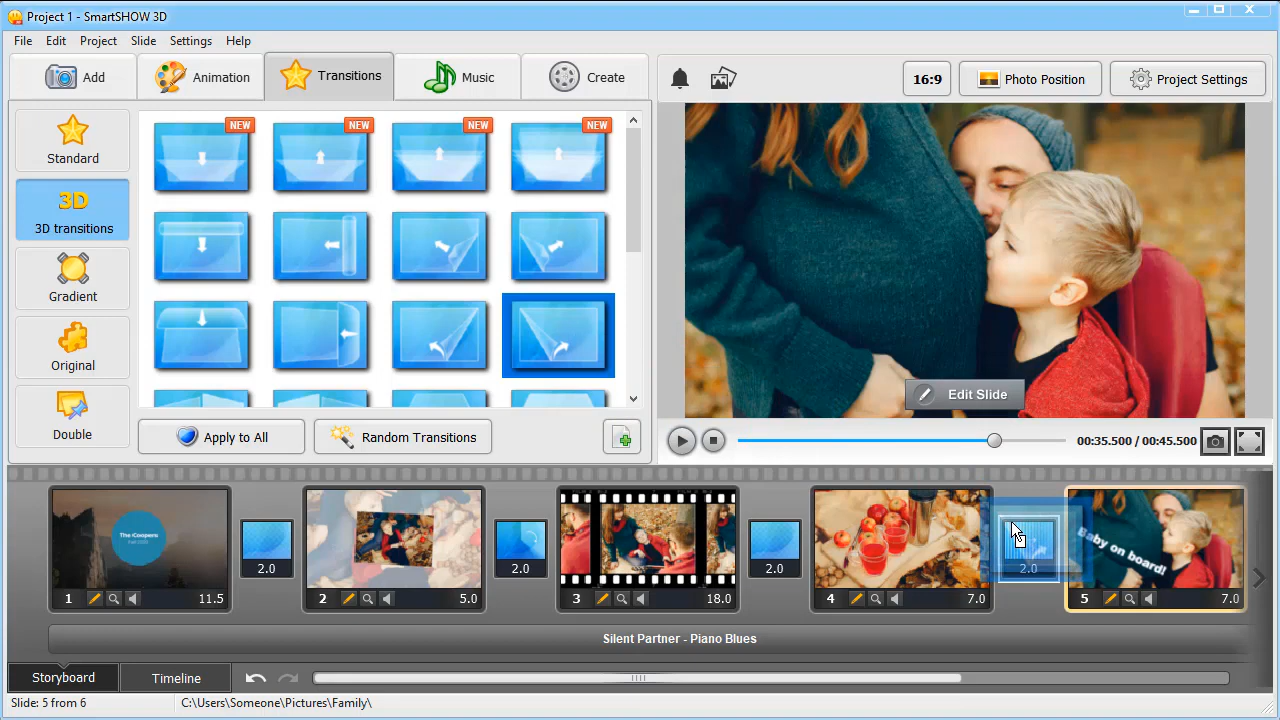 Project 1 - SmartSHOW 3D
File Edit Project Slide Settings Help
Add Animation Transitions Music Create
16:9 Photo Position Project Settings
Standard
3D
3D transitions
Gradient
Original
Double
NEW NEW NEW NEW
Apply to All Random Transitions
Edit Slide
00:35.500 / 00:45.500
The iCoopers
Baby on board!
2.0 2.0 2.0 2.0
1 11.5 2 5.0 3 18.0 4 7.0 5 7.0
Silent Partner - Piano Blues
Storyboard Timeline
Slide: 5 from 6 C:\Users\Someone\Pictures\Family\